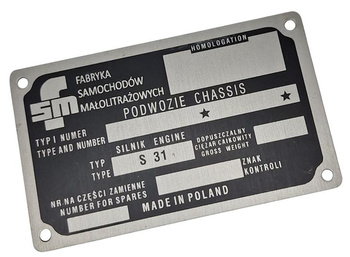 HOMOLOGATION
fsm
FABRYKA
SAMOCHODÓW
MAŁOLITRAŻOWYCH
PODWOZIE CHASSIS
TYP I NUMER
TYPE AND NUMBER
SILNIK ENGINE
TYP
TYPE
S 31
DOPUSZCZALNY
CIĘŻAR CAŁKOWITY
GROSS WEIGHT
NR NA CZĘŚCI ZAMIENNE
NUMBER FOR SPARES
ZNAK
KONTROLI
MADE IN POLAND